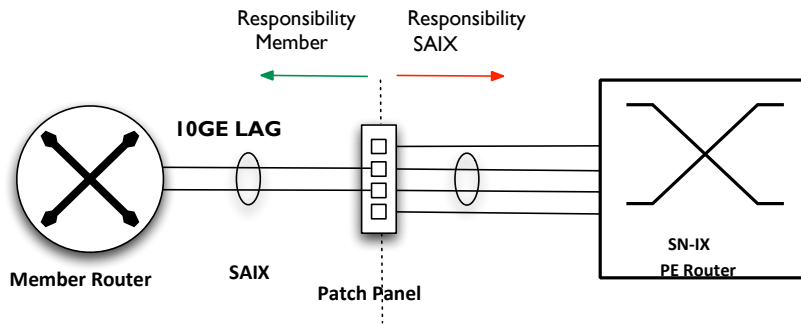 Responsibility
Member
Responsibility
SAIX
10GE LAG
Member Router
SAIX
Patch Panel
SN-IX
PE Router